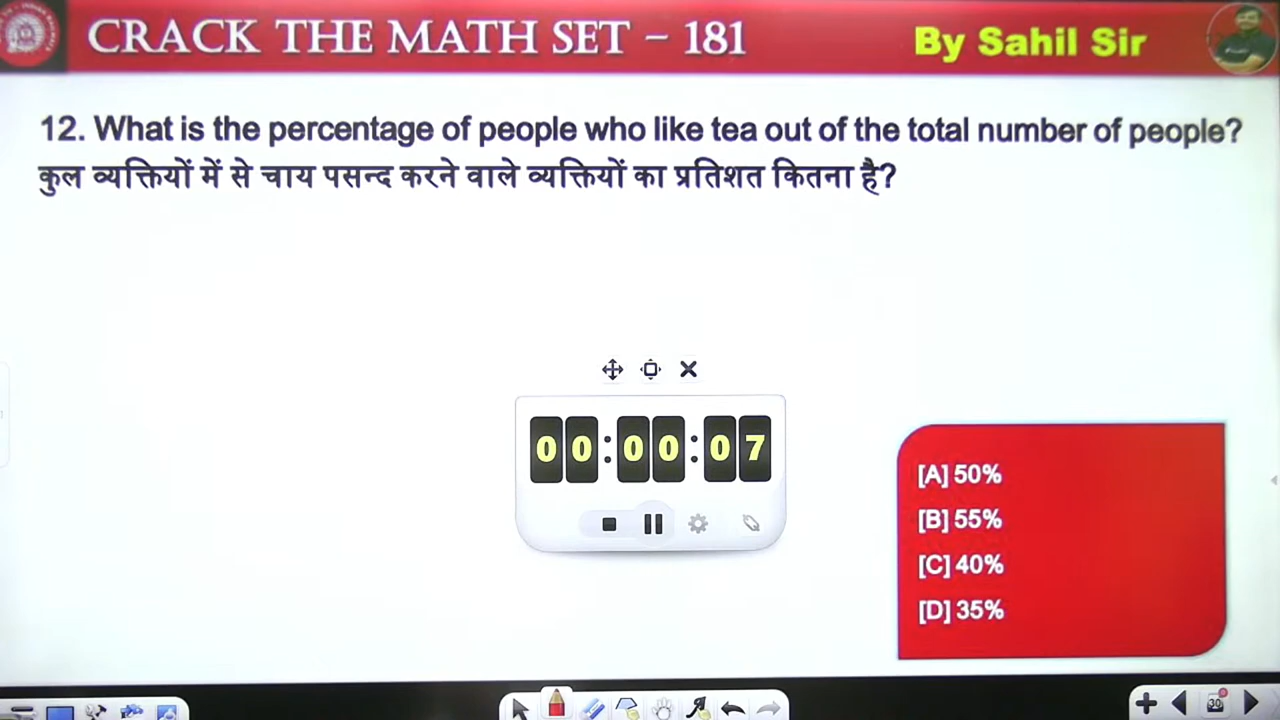 CRACK THE MATH SET – 181
By Sahil Sir
12. What is the percentage of people who like tea out of the total number of people?
कुल व्यक्तियों में से चाय पसन्द करने वाले व्यक्तियों का प्रतिशत कितना है?
00:00:07
[A] 50%
[B] 55%
[C] 40%
[D] 35%
30